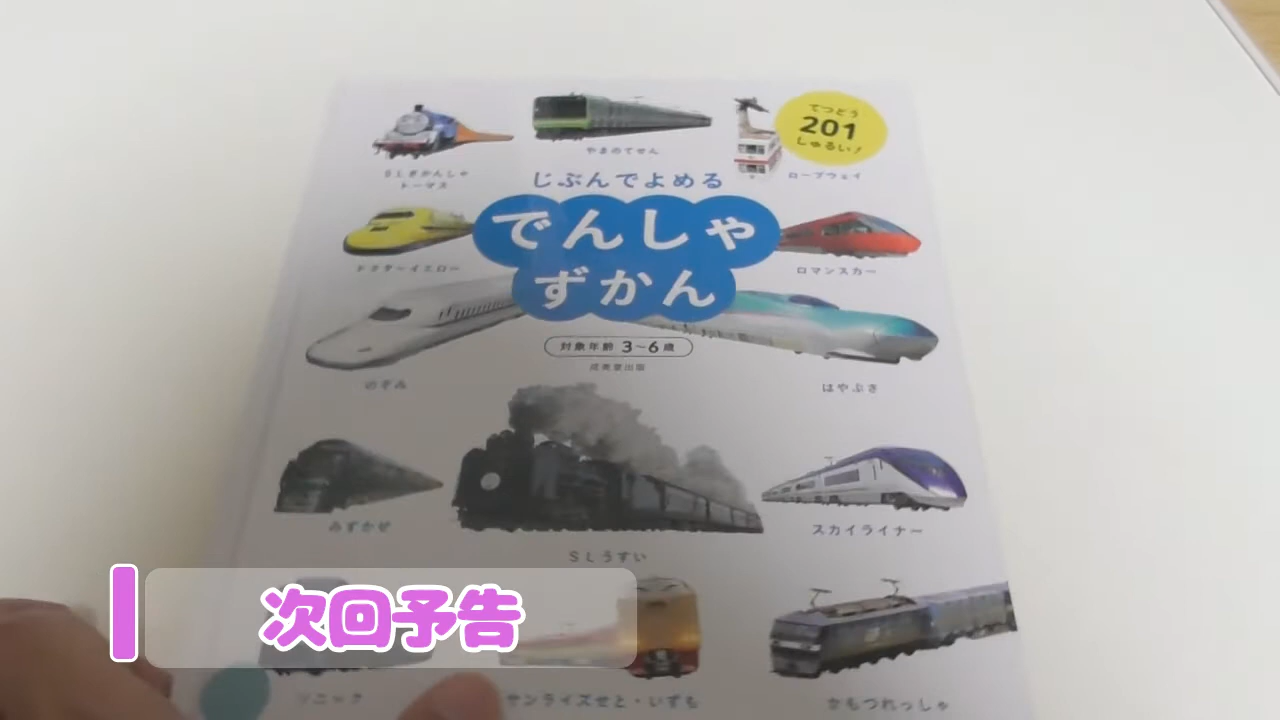 てつどう
201
しゅるい!
SLきかんしゃ
トーマス
やまのてせん
ロープウェイ
じぶんでよめる
でんしゃ
ずかん
ドクターイエロー
ロマンスカー
対象年齢 3~6歳
成美堂出版
のぞみ
はやぶさ
みずかぜ
SLうすい
スカイライナー
次回予告
ソニック
サンライズせと・いずも
かもつれっしゃ